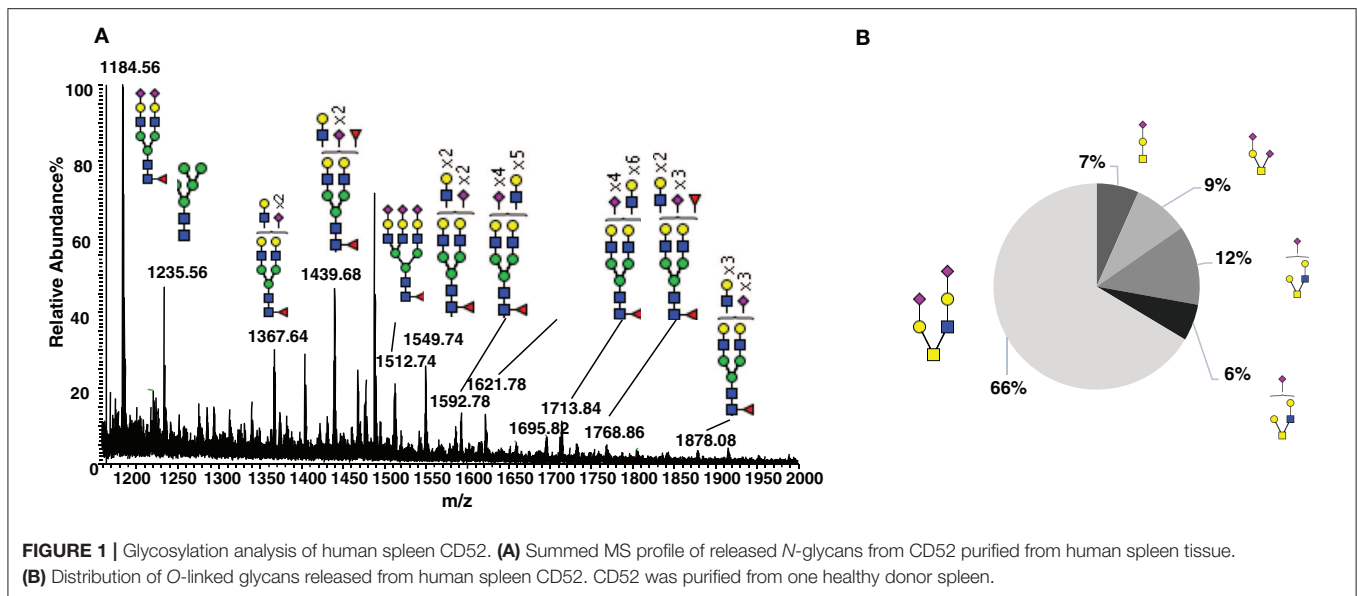 A
B
1184.56
100
80
60
40
20
0
Relative Abundance%
1235.56
1367.64
x2
1439.68
x2
1512.74
1549.74
x2
x2
1592.78
x4
x5
1621.78
1695.82
1713.84
x4
x6
1768.86
x2
x3
1878.08
x3
x3
1200 1250 1300 1350 1400 1450 1500 1550 1600 1650 1700 1750 1800 1850 1900 1950 2000
m/z
7%
9%
12%
6%
66%
FIGURE 1 | Glycosylation analysis of human spleen CD52. (A) Summed MS profile of released N-glycans from CD52 purified from human spleen tissue.
(B) Distribution of O-linked glycans released from human spleen CD52. CD52 was purified from one healthy donor spleen.